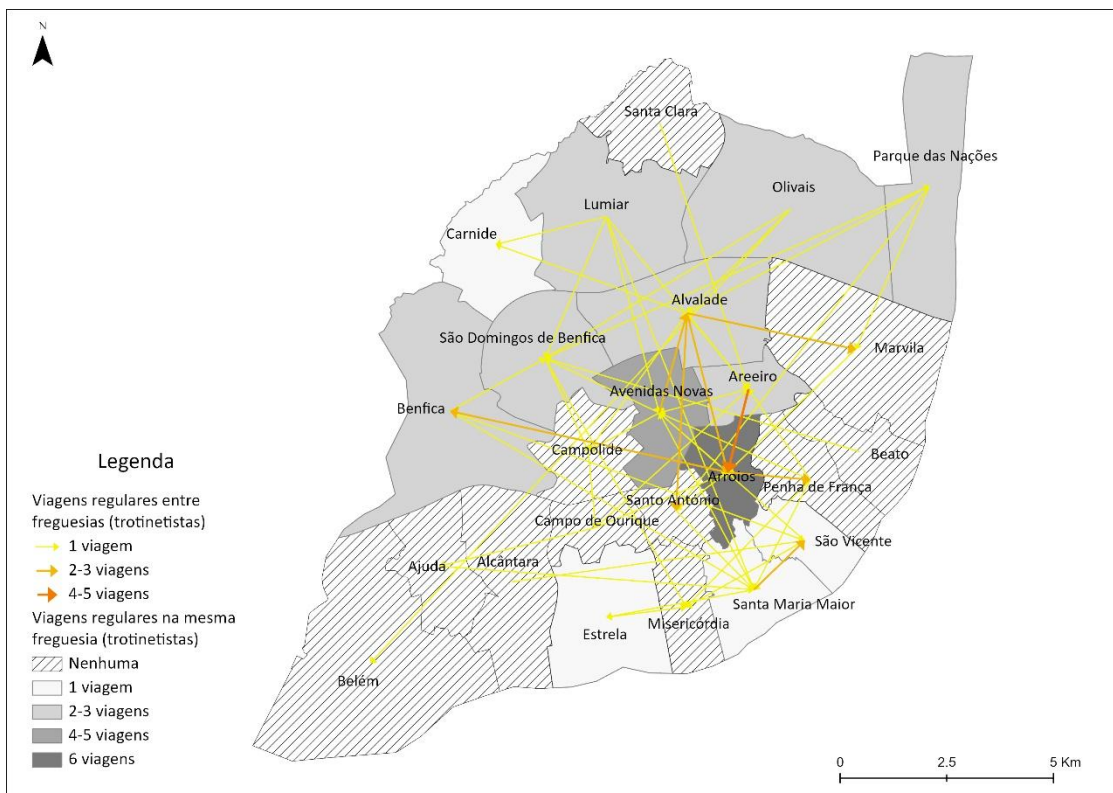 N
Santa Clara
Parque das Nações
Olivais
Lumiar
Carnide
Alvalade
São Domingos de Benfica
Marvila
Areeiro
Avenidas Novas
Benfica
Campolide
Beato
Arroios
Penha de França
Santo António
Campo de Ourique
São Vicente
Ajuda
Alcântara
Santa Maria Maior
Misericórdia
Estrela
Belém
Legenda
Viagens regulares entre
freguesias (trotinetistas)
1 viagem
2-3 viagens
4-5 viagens
Viagens regulares na mesma
freguesia (trotinetistas)
Nenhuma
1 viagem
2-3 viagens
4-5 viagens
6 viagens
0 2.5 5 Km